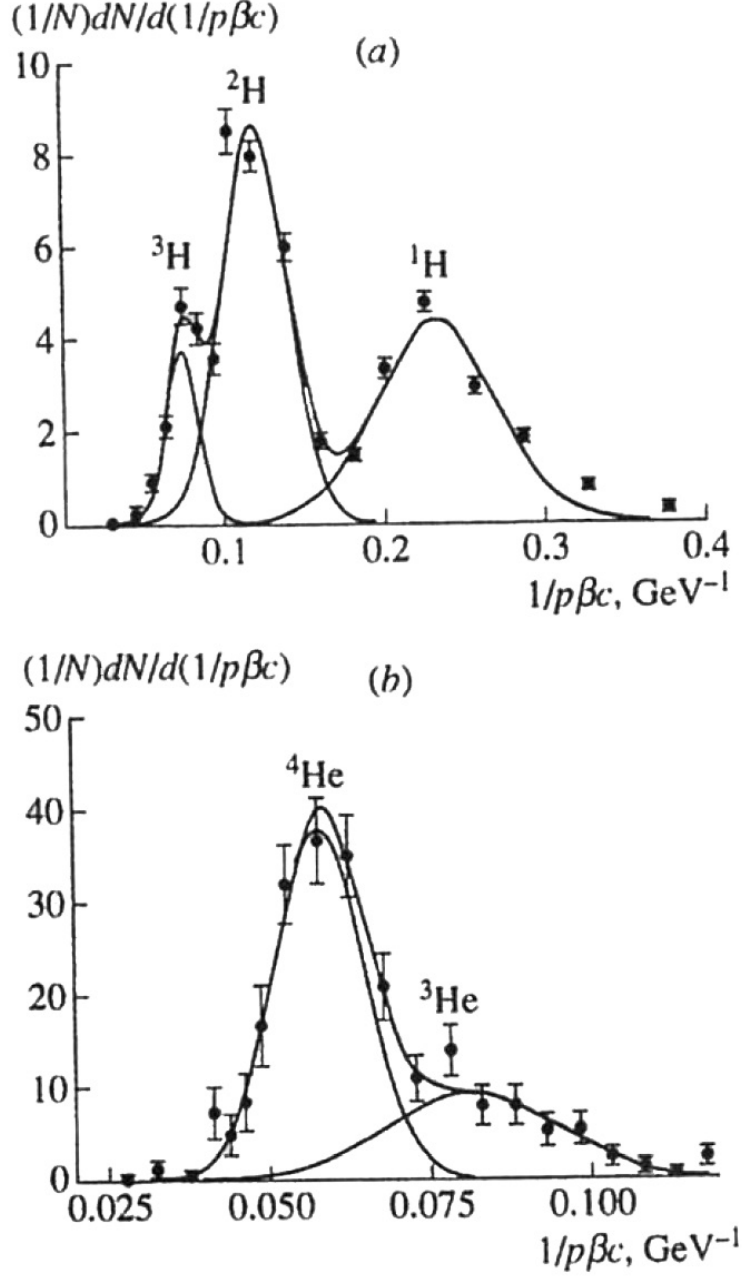 (1/N)dN/d(1/pβc)
(a)
10
²H
8
³H
6
¹H
4
2
0
0.1 0.2 0.3 0.4
1/pβc, GeV⁻¹
(1/N)dN/d(1/pβc)
(b)
50
⁴He
40
30
20
³He
10
0
0.025 0.050 0.075 0.100
1/pβc, GeV⁻¹